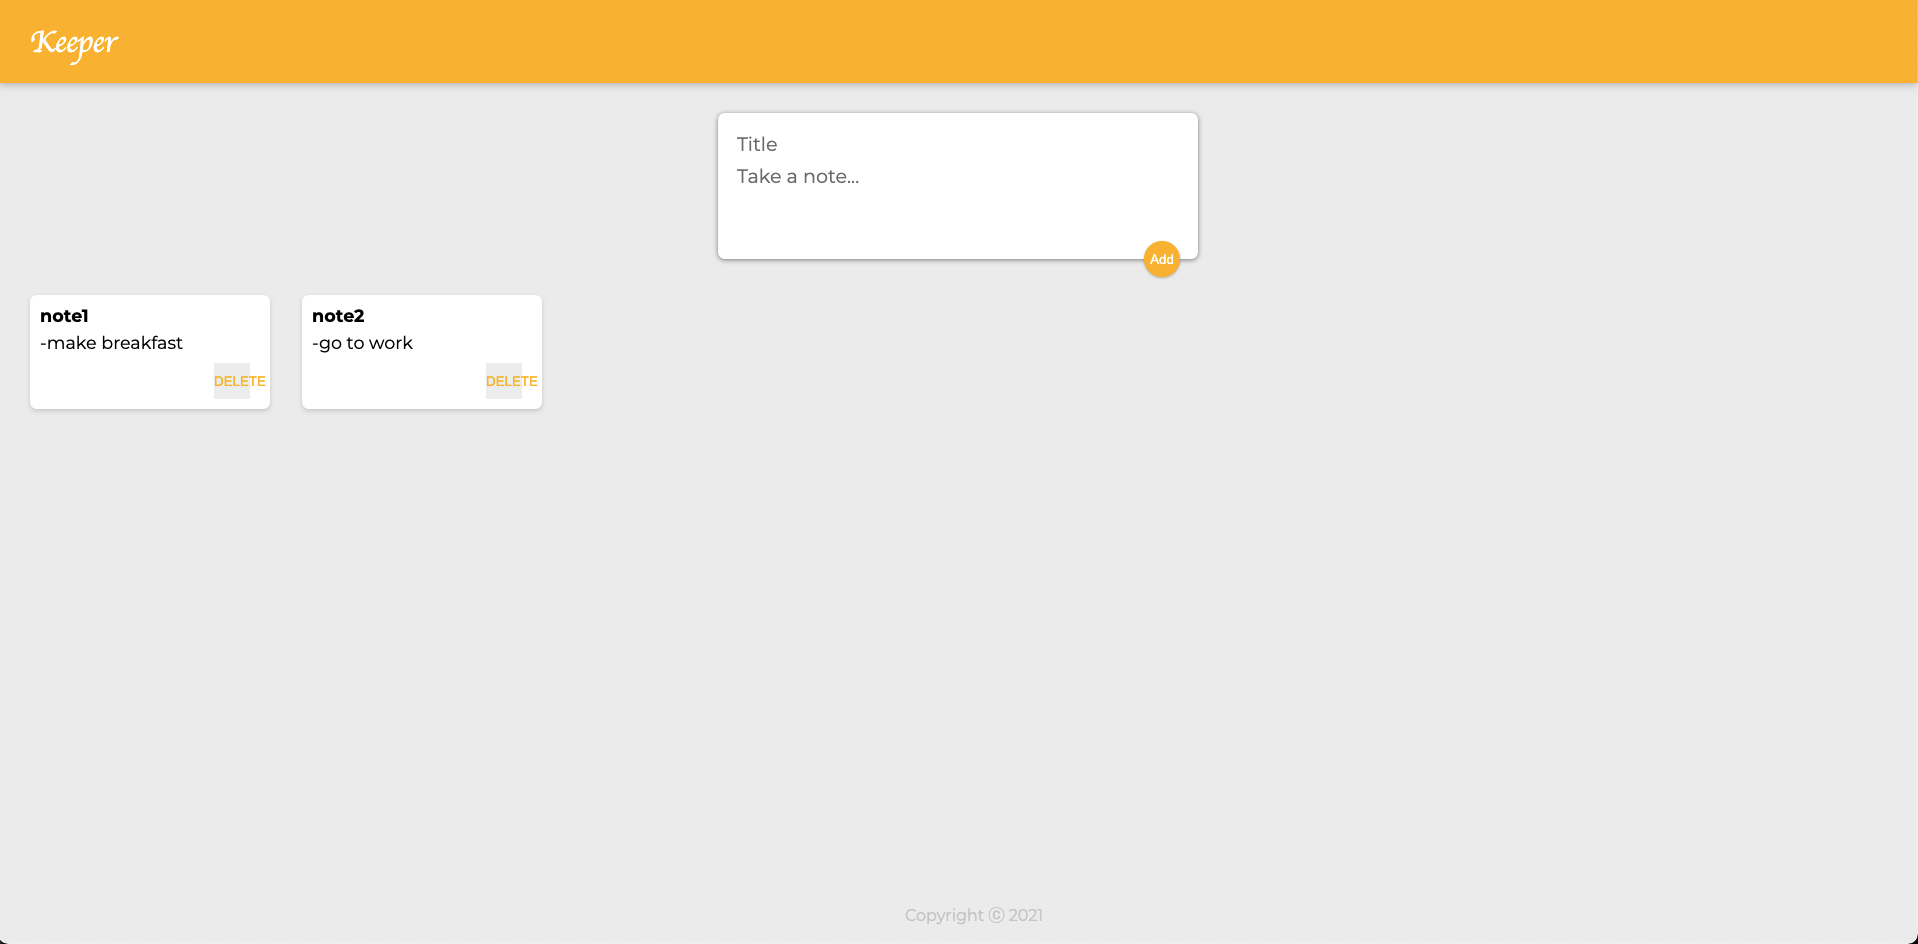 Keeper
Title
Take a note...
Add
note1
-make breakfast
DELETE
note2
-go to work
DELETE
Copyright ⓒ 2021